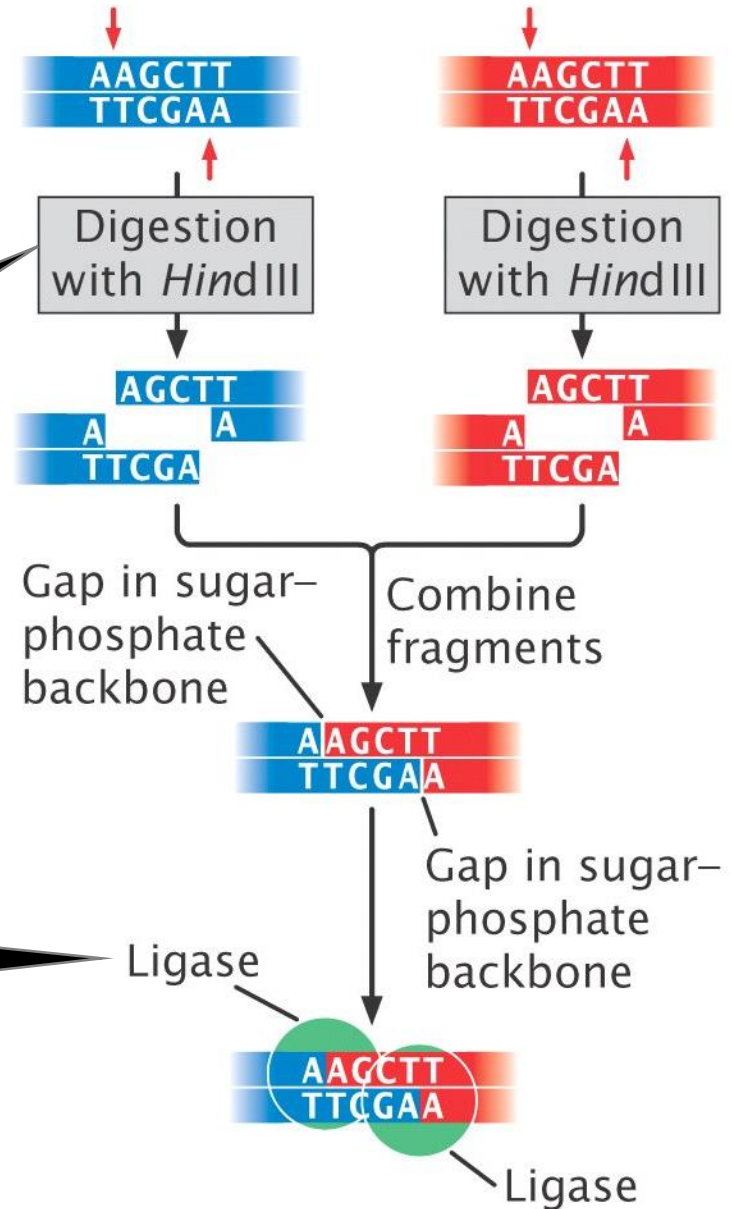 AAGCTT
TTCGAA
AAGCTT
TTCGAA
Digestion
with HindIII
Digestion
with HindIII
AGCTT
A
A
TTCGA
AGCTT
A
A
TTCGA
Gap in sugar–
phosphate
backbone
Combine
fragments
AAGCTT
TTCGAA
Gap in sugar–
phosphate
backbone
Ligase
AAGCTT
TTCGAA
Ligase